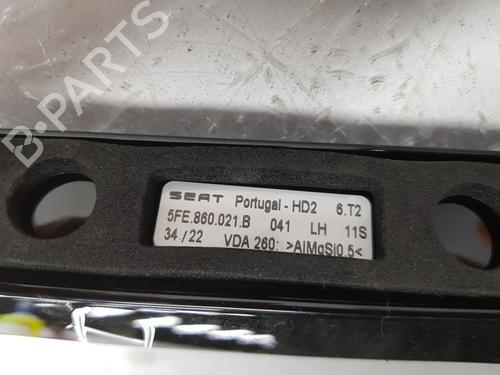 SEAT Portugal - HD2 6.T2
5FE.860.021.B 041 LH 11S
34 / 22 VDA 260: >AlMgSi0.5<
B-PARTS